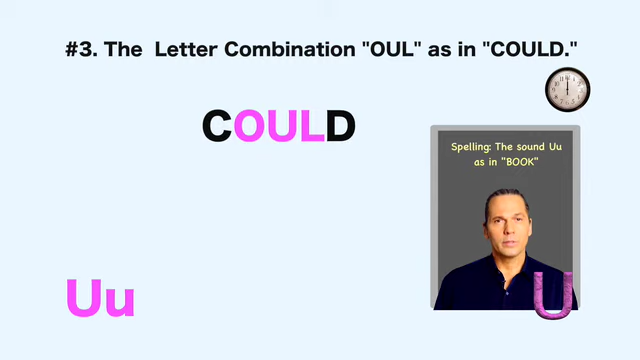 #3. The Letter Combination "OUL" as in "COULD."
COULD
Spelling: The sound Uu
as in "BOOK"
Uu
U